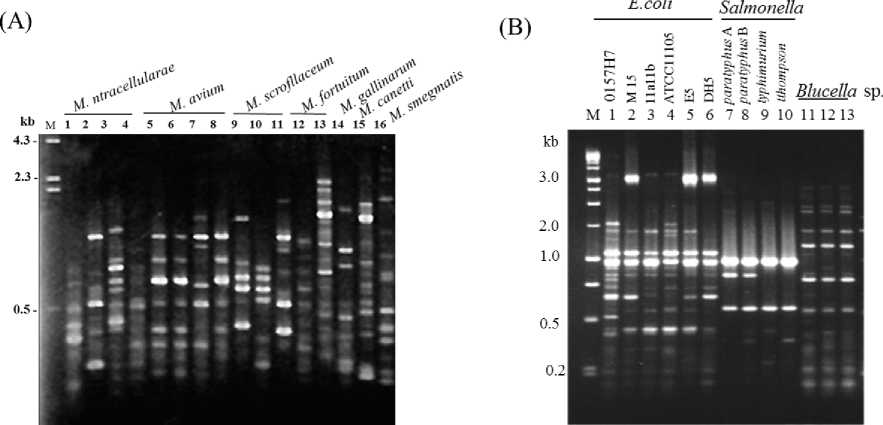 (A)
M. ntracellularae
M. avium
M. scroflaceum
M. fortuitum
M. gallinarum
M. canetti
M. smegmatis
kb M 1 2 3 4 5 6 7 8 9 10 11 12 13 14 15 16
4.3 -
2.3 -
0.5 -
(B)
E.coli Salmonella
0157H7
M 15
11a11b
ATCC11105
E5
DH5
paratyphus A
paratyphus B
typhimurium
thompson
Blucella sp.
M 1 2 3 4 5 6 7 8 9 10 11 12 13
kb
3.0
2.0
1.0
0.5
0.2